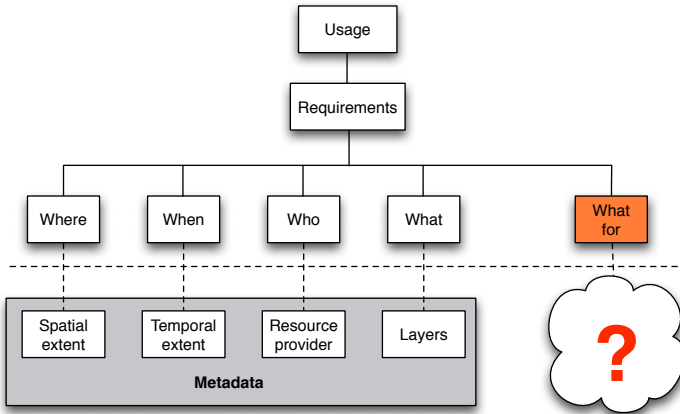 Usage
Requirements
Where
When
Who
What
What
for
Spatial
extent
Temporal
extent
Resource
provider
Layers
?
Metadata